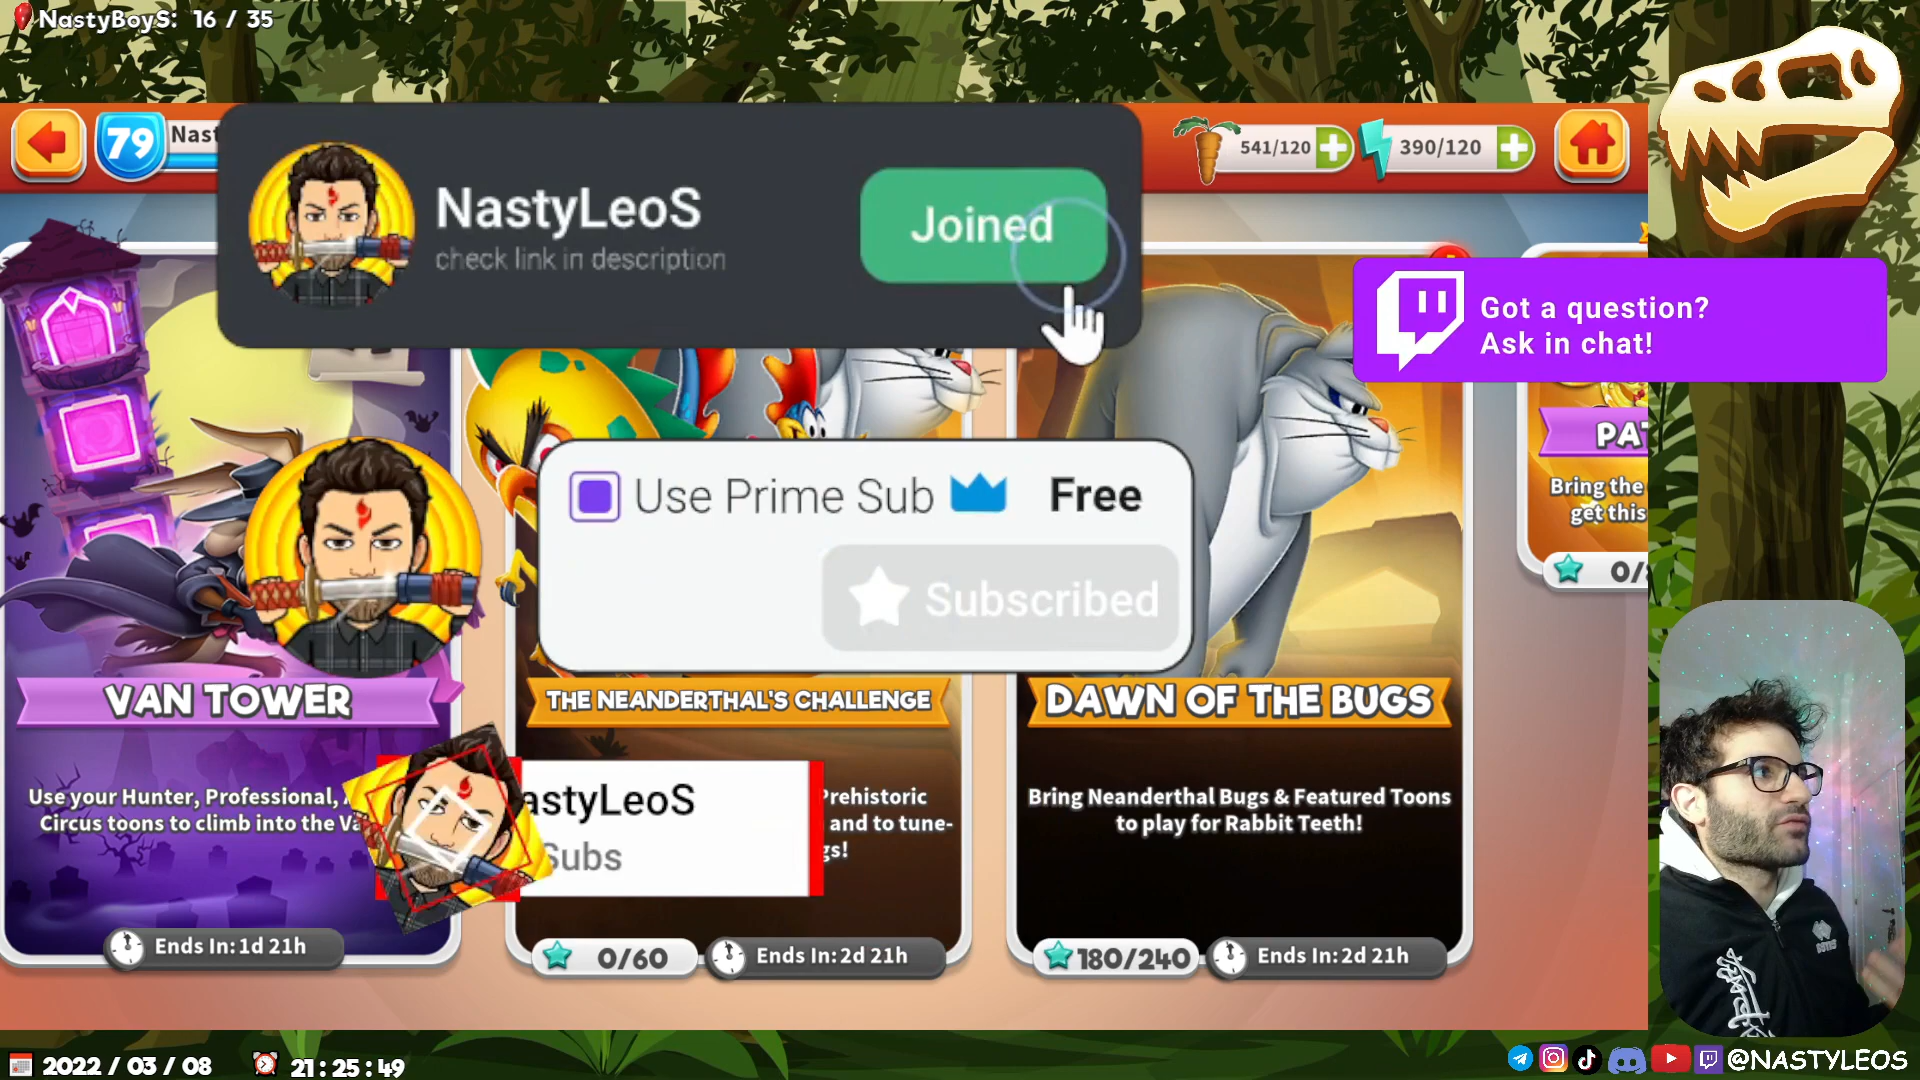 NastyBoyS: 16 / 35
79
Nast
NastyLeoS
check link in description
Joined
541/120
390/120
Got a question?
Ask in chat!
Use Prime Sub
Free
Subscribed
VAN TOWER
Use your Hunter, Professional,
Circus toons to climb into the Va
Ends In: 1d 21h
THE NEANDERTHAL'S CHALLENGE
Prehistoric
and to tune-
gs!
astyLeoS
Subs
0/60
Ends In: 2d 21h
DAWN OF THE BUGS
Bring Neanderthal Bugs & Featured Toons
to play for Rabbit Teeth!
180/240
Ends In: 2d 21h
PAT
Bring the
get this
0/8
2022 / 03 / 08
21:25:49
@NASTYLEOS